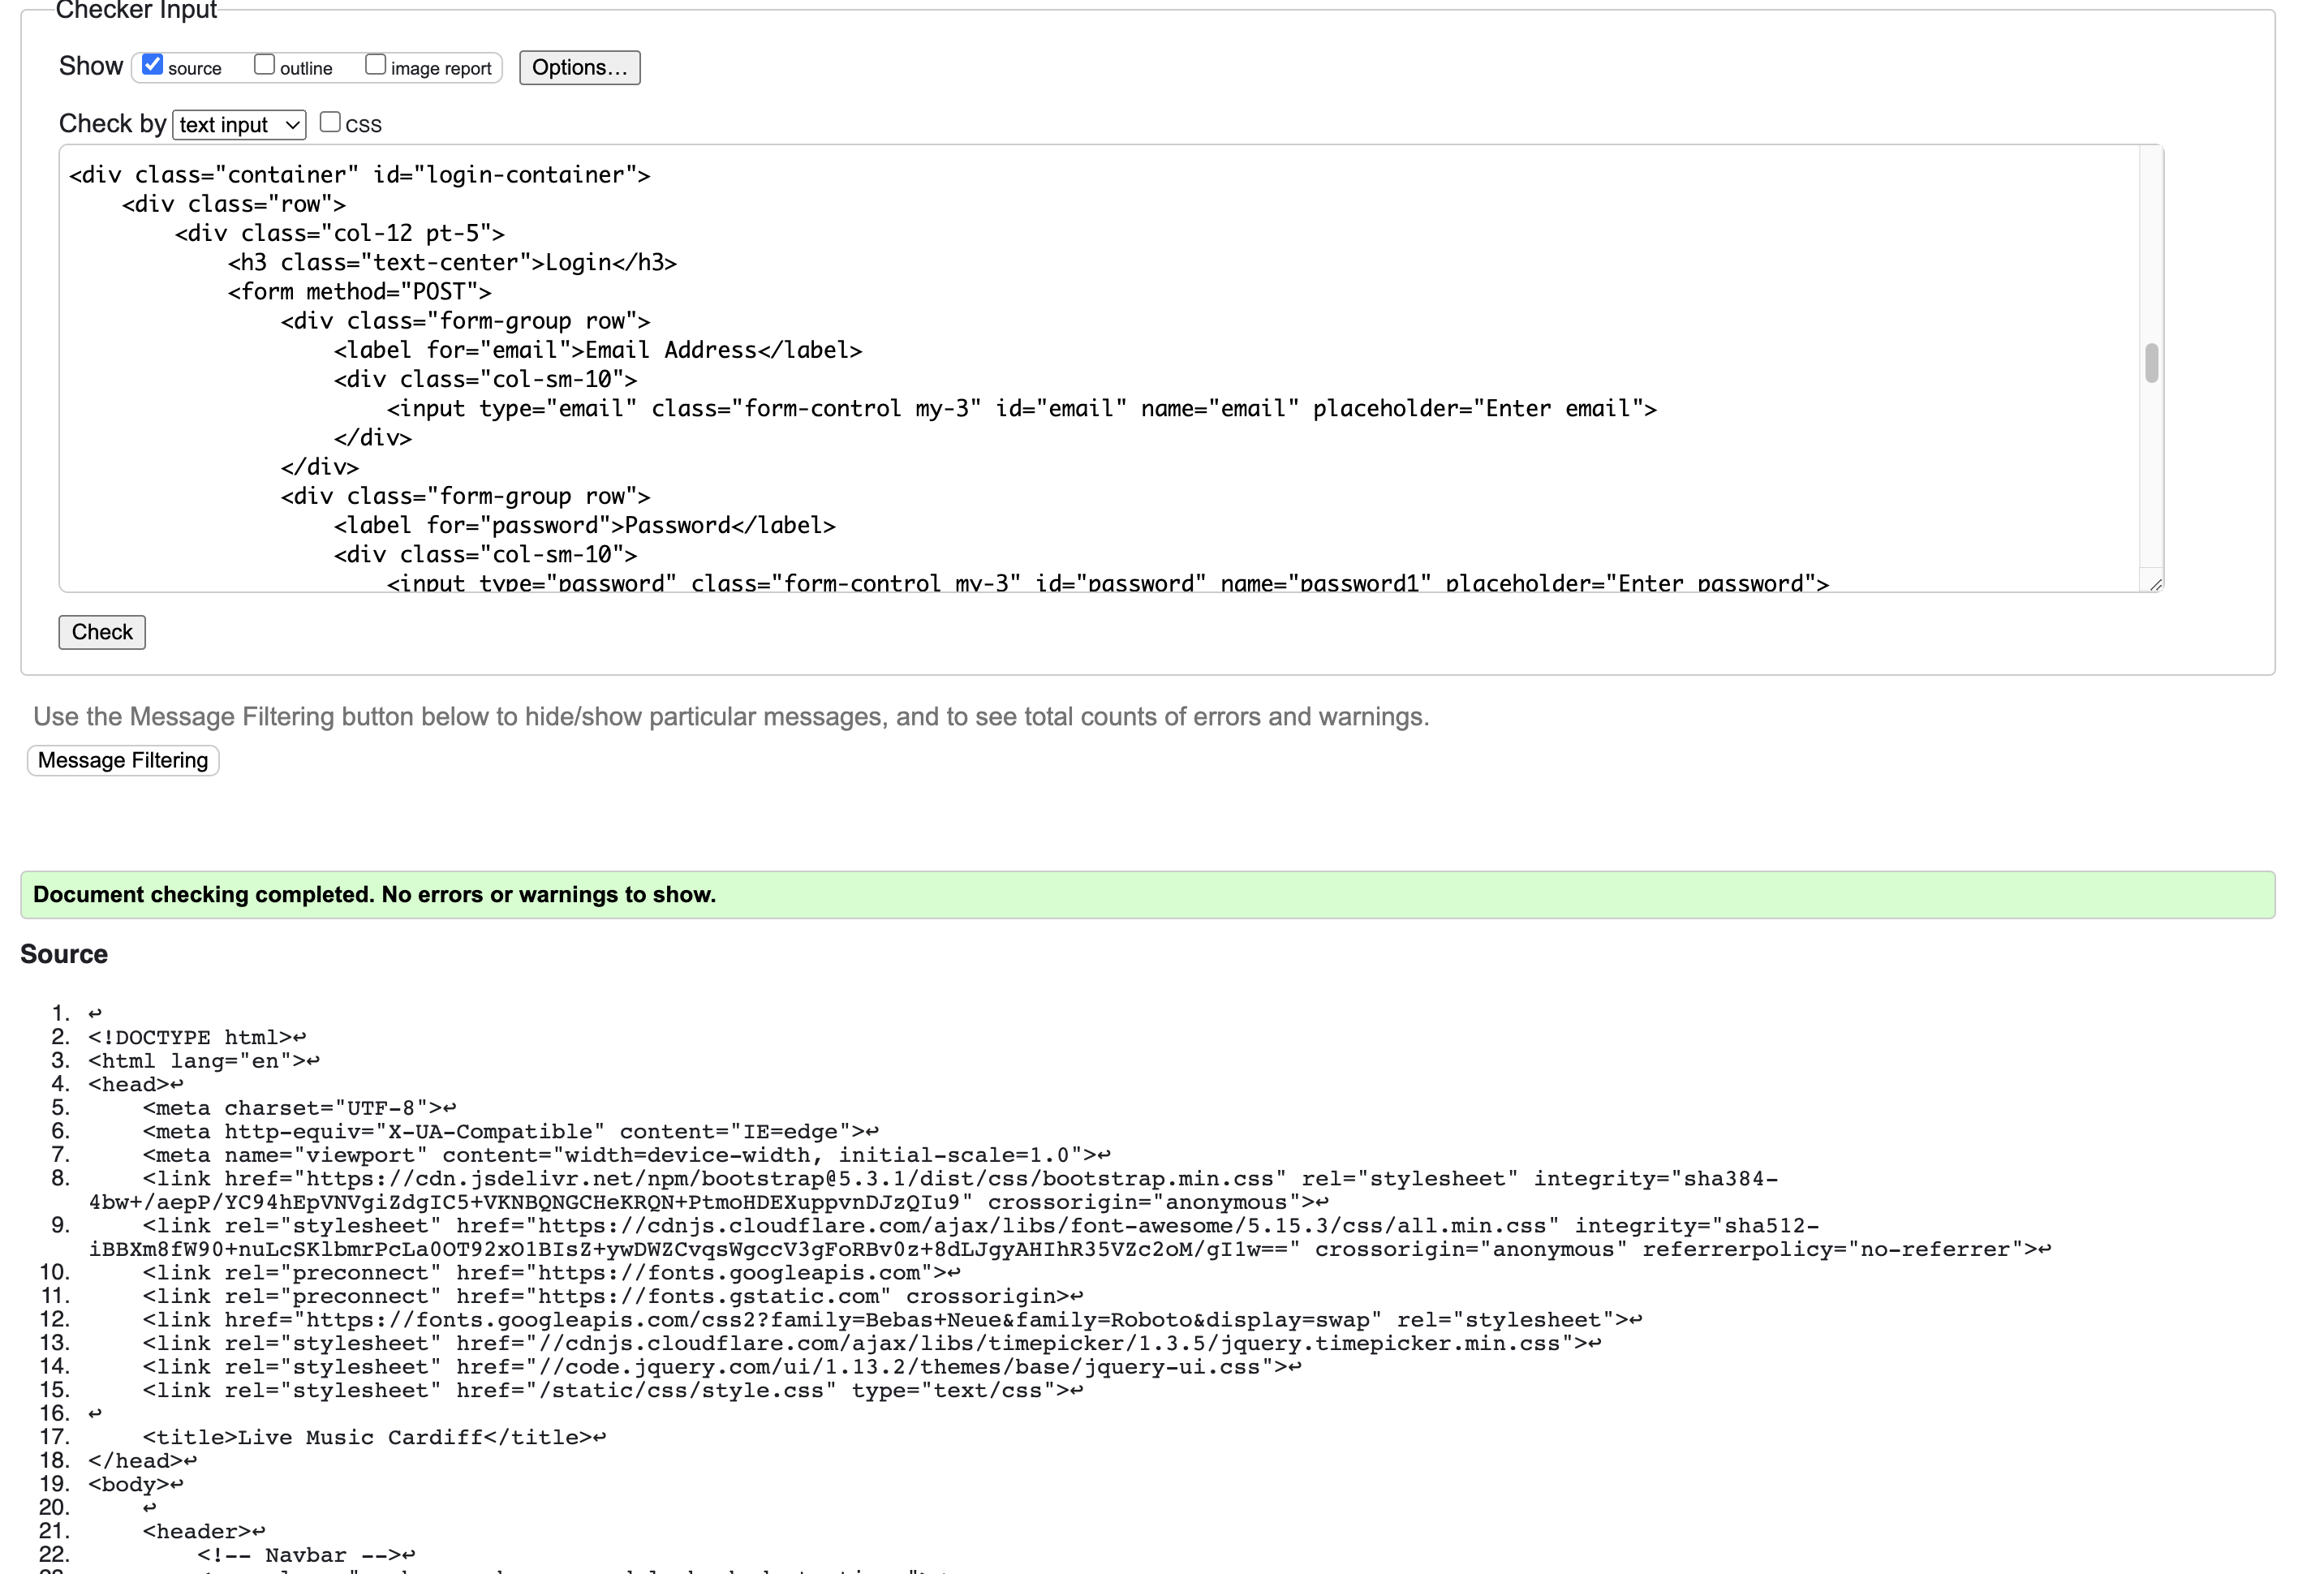 Checker Input
Show source outline image report Options...
Check by text input CSS
<div class="container" id="login-container">
<div class="row">
<div class="col-12 pt-5">
<h3 class="text-center">Login</h3>
<form method="POST">
<div class="form-group row">
<label for="email">Email Address</label>
<div class="col-sm-10">
<input type="email" class="form-control my-3" id="email" name="email" placeholder="Enter email">
</div>
</div>
<div class="form-group row">
<label for="password">Password</label>
<div class="col-sm-10">
<input type="password" class="form-control my-3" id="password" name="password1" placeholder="Enter password">
Check
Use the Message Filtering button below to hide/show particular messages, and to see total counts of errors and warnings.
Message Filtering
Document checking completed. No errors or warnings to show.
Source
1. ↩
2. <!DOCTYPE html>↩
3. <html lang="en">↩
4. <head>↩
5. <meta charset="UTF-8">↩
6. <meta http-equiv="X-UA-Compatible" content="IE=edge">↩
7. <meta name="viewport" content="width=device-width, initial-scale=1.0">↩
8. <link href="https://cdn.jsdelivr.net/npm/bootstrap@5.3.1/dist/css/bootstrap.min.css" rel="stylesheet" integrity="sha384-
4bw+/aepP/YC94hEpVNVgiZdgIC5+VKNBQNGCHeKRQN+PtmoHDEXuppvnDJzQIu9" crossorigin="anonymous">↩
9. <link rel="stylesheet" href="https://cdnjs.cloudflare.com/ajax/libs/font-awesome/5.15.3/css/all.min.css" integrity="sha512-
iBBXm8fW90+nuLcSKlbmrPcLa0OT92xO1BIsZ+ywDWZCvqsWgccV3gFoRBv0z+8dLJgyAHIhR35VZc2oM/gI1w==" crossorigin="anonymous" referrerpolicy="no-referrer">↩
10. <link rel="preconnect" href="https://fonts.googleapis.com">↩
11. <link rel="preconnect" href="https://fonts.gstatic.com" crossorigin>↩
12. <link href="https://fonts.googleapis.com/css2?family=Bebas+Neue&family=Roboto&display=swap" rel="stylesheet">↩
13. <link rel="stylesheet" href="//cdnjs.cloudflare.com/ajax/libs/timepicker/1.3.5/jquery.timepicker.min.css">↩
14. <link rel="stylesheet" href="//code.jquery.com/ui/1.13.2/themes/base/jquery-ui.css">↩
15. <link rel="stylesheet" href="/static/css/style.css" type="text/css">↩
16. ↩
17. <title>Live Music Cardiff</title>↩
18. </head>↩
19. <body>↩
20. ↩
21. <header>↩
22. <!-- Navbar -->↩